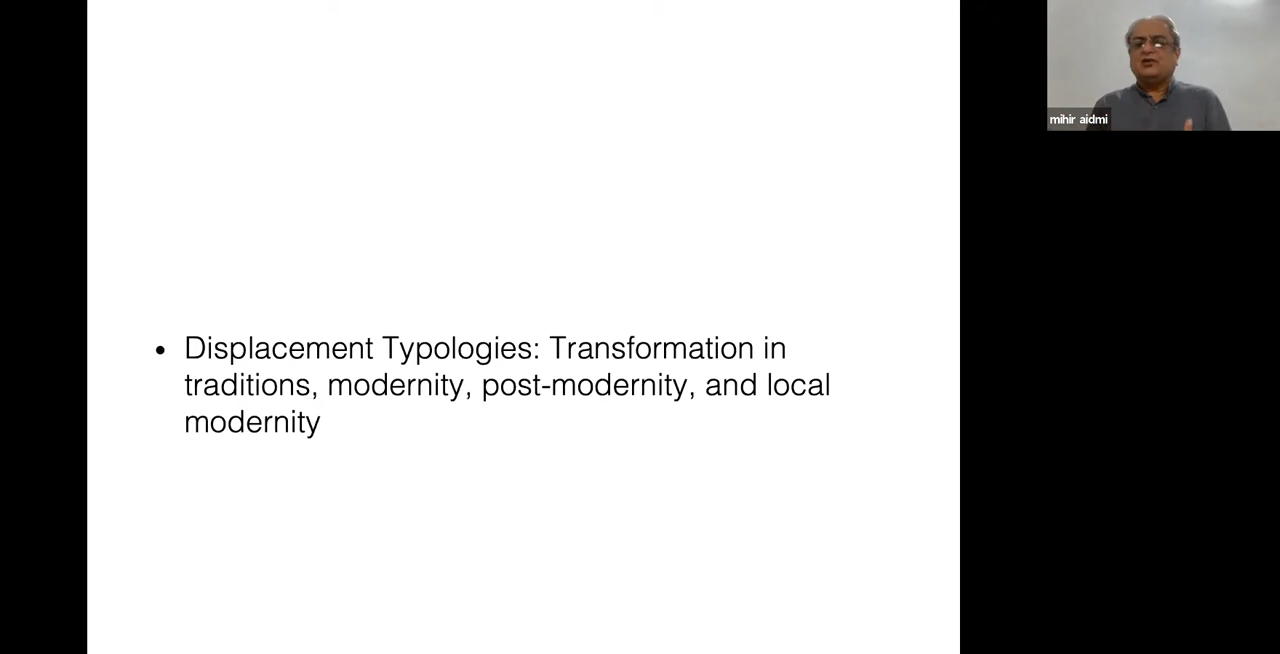 mihir aidmi
• Displacement Typologies: Transformation in
traditions, modernity, post-modernity, and local
modernity